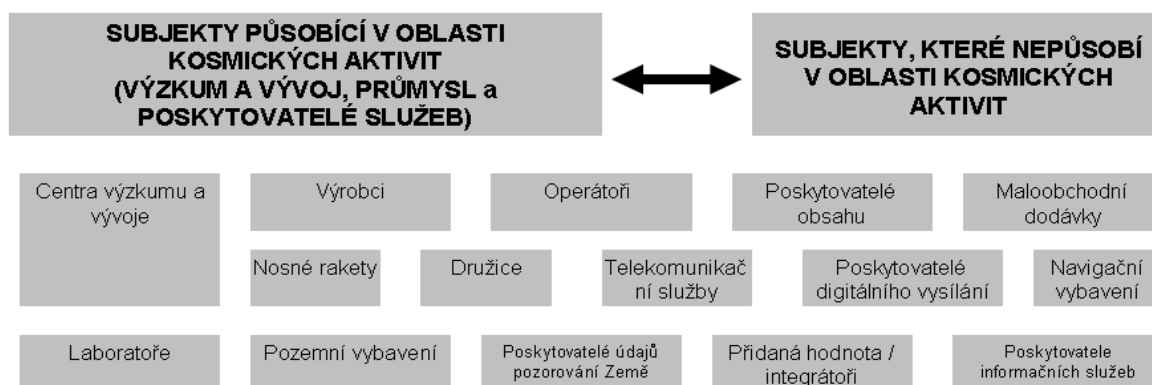 SUBJEKTY PŮSOBÍCÍ V OBLASTI
KOSMICKÝCH AKTIVIT
(VÝZKUM A VÝVOJ, PRŮMYSL a
POSKYTOVATELÉ SLUŽEB)
SUBJEKTY, KTERÉ NEPŮSOBÍ
V OBLASTI KOSMICKÝCH
AKTIVIT
Centra výzkumu a
vývoje
Výrobci
Operátoři
Poskytovatelé
obsahu
Maloobchodní
dodávky
Nosné rakety
Družice
Telekomunikač
ní služby
Poskytovatelé
digitálního vysílání
Navigační
vybavení
Laboratoře
Pozemní vybavení
Poskytovatelé údajů
pozorování Země
Přidaná hodnota /
integrátoři
Poskytovatele
informačních služeb